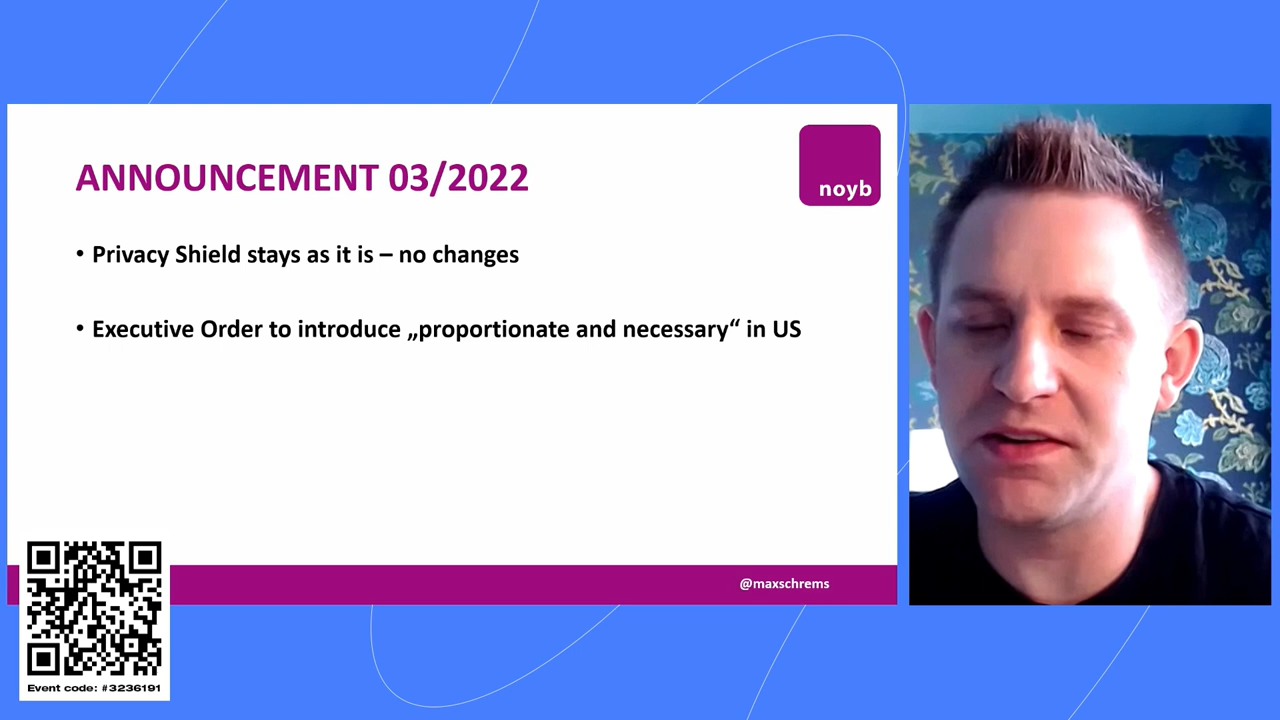 ANNOUNCEMENT 03/2022
noyb
• Privacy Shield stays as it is – no changes
• Executive Order to introduce „proportionate and necessary“ in US
@maxschrems
Event code: #3236191